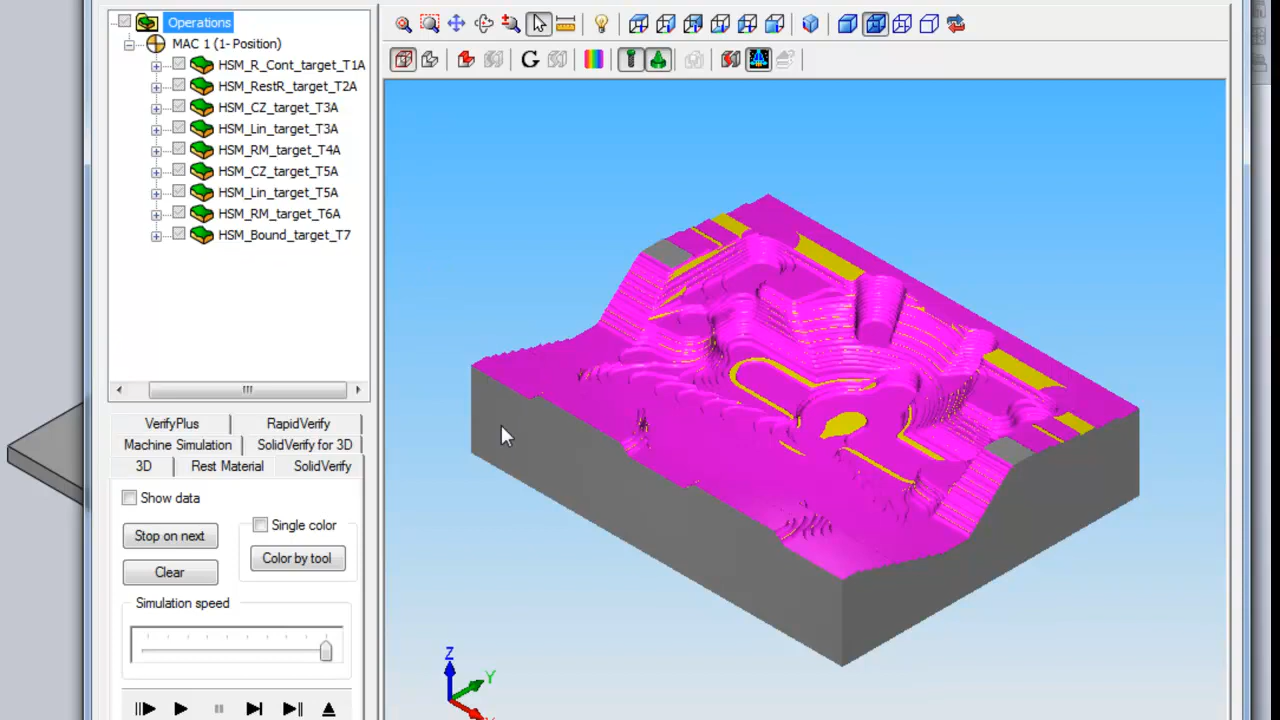 Operations
MAC 1 (1- Position)
HSM_R_Cont_target_T1A
HSM_RestR_target_T2A
HSM_CZ_target_T3A
HSM_Lin_target_T3A
HSM_RM_target_T4A
HSM_CZ_target_T5A
HSM_Lin_target_T5A
HSM_RM_target_T6A
HSM_Bound_target_T7
VerifyPlus RapidVerify
Machine Simulation SolidVerify for 3D
3D Rest Material SolidVerify
Show data
Single color
Stop on next
Color by tool
Clear
Simulation speed
Z
Y